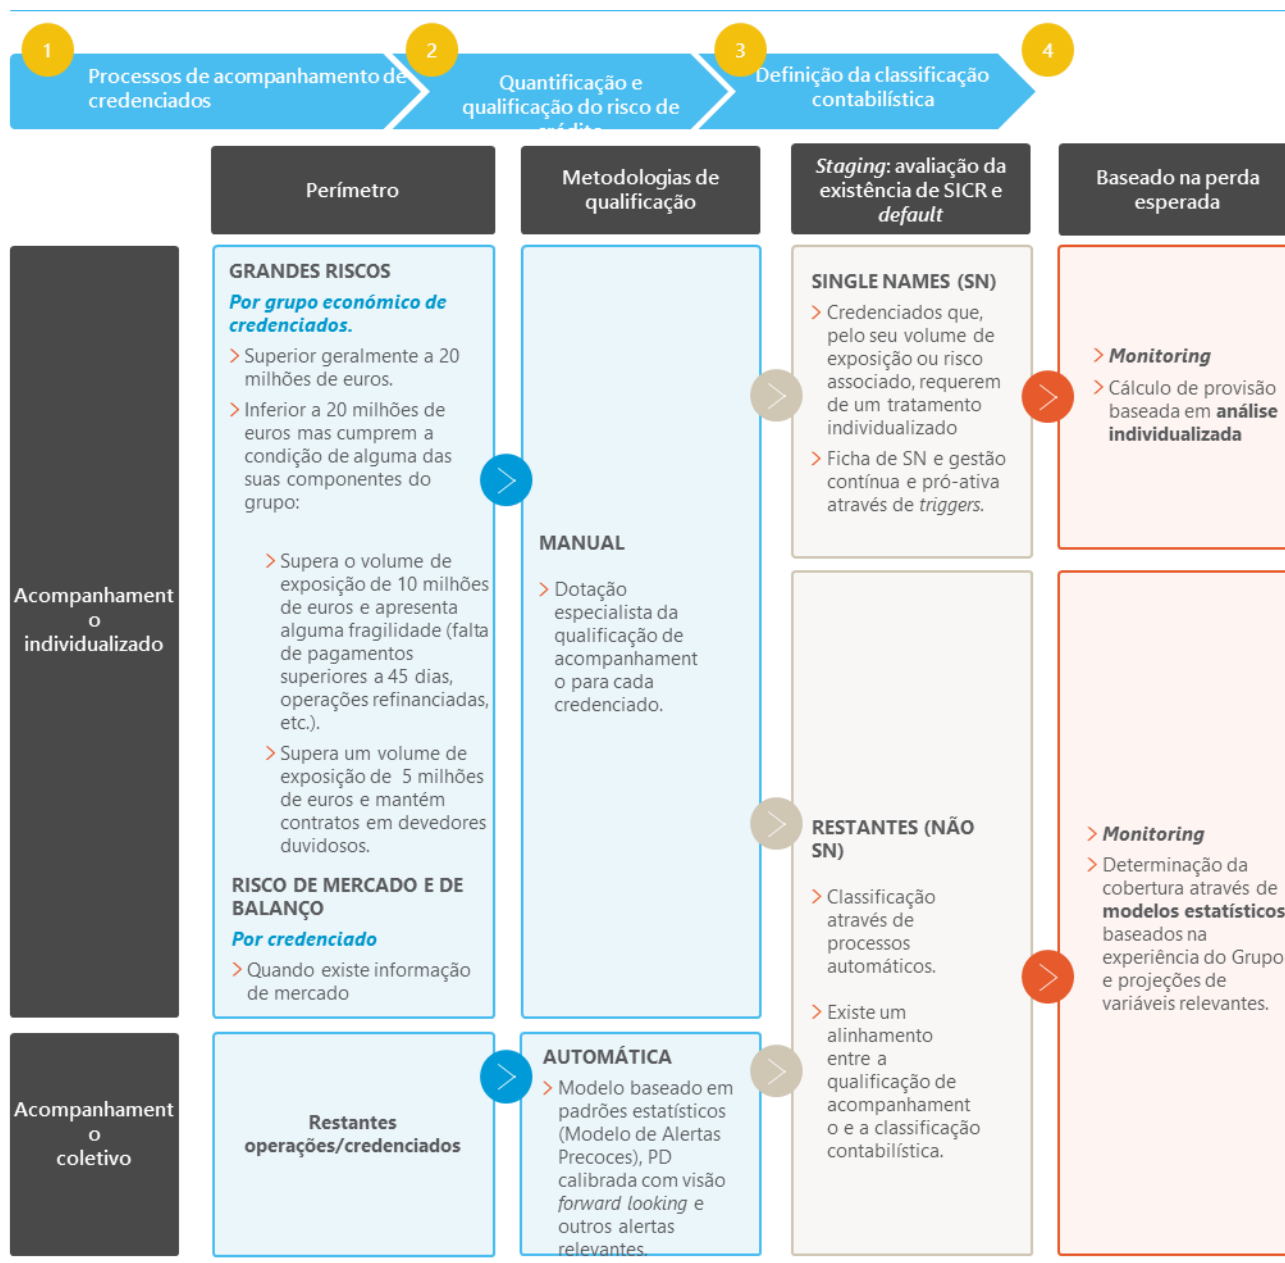 1
Processos de acompanhamento de
credenciados
2
Quantificação e
qualificação do risco de
crédito
3
Definição da classificação
contabilística
4
Perímetro
Metodologias de
qualificação
Staging: avaliação da
existência de SICR e
default
Baseado na perda
esperada
Acompanhament
o
individualizado
GRANDES RISCOS
Por grupo económico de
credenciados.
Superior geralmente a 20
milhões de euros.
Inferior a 20 milhões de
euros mas cumprem a
condição de alguma das
suas componentes do
grupo:
Supera o volume de
exposição de 10 milhões
de euros e apresenta
alguma fragilidade (falta
de pagamentos
superiores a 45 dias,
operações refinanciadas,
etc.).
Supera um volume de
exposição de 5 milhões
de euros e mantém
contratos em devedores
duvidosos.
RISCO DE MERCADO E DE
BALANÇO
Por credenciado
Quando existe informação
de mercado
MANUAL
Dotação
especialista da
qualificação de
acompanhament
o para cada
credenciado.
SINGLE NAMES (SN)
Credenciados que,
pelo seu volume de
exposição ou risco
associado, requerem
de um tratamento
individualizado
Ficha de SN e gestão
contínua e pró-ativa
através de triggers.
Monitoring
Cálculo de provisão
baseada em análise
individualizada
RESTANTES (NÃO
SN)
Classificação
através de
processos
automáticos.
Existe um
alinhamento
entre a
qualificação de
acompanhament
o e a classificação
contabilística.
Monitoring
Determinação da
cobertura através de
modelos estatísticos
baseados na
experiência do Grupo
e projeções de
variáveis relevantes.
Acompanhament
o
coletivo
Restantes
operações/credenciados
AUTOMÁTICA
Modelo baseado em
padrões estatísticos
(Modelo de Alertas
Precoces), PD
calibrada com visão
forward looking e
outros alertas
relevantes.